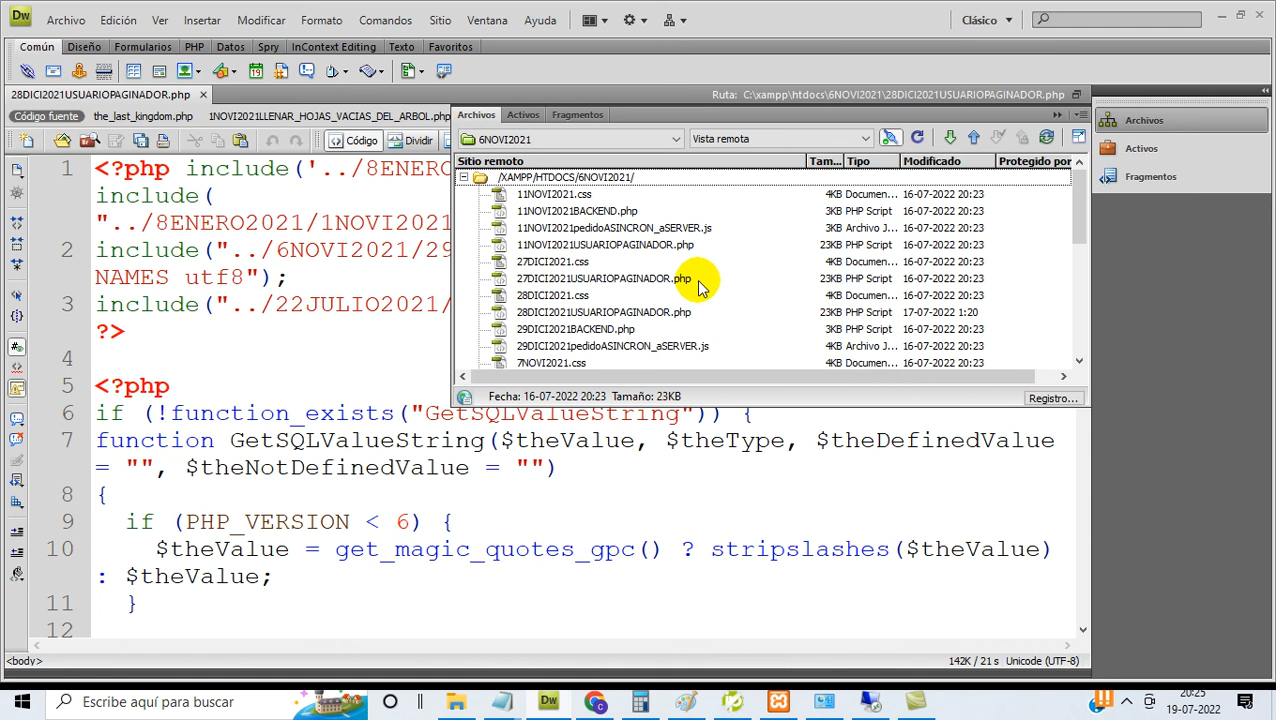 Dw Archivo Edición Ver Insertar Modificar Formato Comandos Sitio Ventana Ayuda Clásico
Común Diseño Formularios PHP Datos Spry InContext Editing Texto Favoritos
28DICI2021USUARIOPAGINADOR.php × Ruta: C:\xampp\htdocs\6NOVI2021\28DICI2021USUARIOPAGINADOR.php
Código fuente the_last_kingdom.php 1NOVI2021LLENAR_HOJAS_VACIAS_DEL_ARBOL.php
Código Dividir
Archivos Activos Fragmentos
6NOVI2021 Vista remota
Sitio remoto Tam... Tipo Modificado Protegido por
/XAMPP/HTDOCS/6NOVI2021/
11NOVI2021.css 4KB Documen... 16-07-2022 20:23
11NOVI2021BACKEND.php 3KB PHP Script 16-07-2022 20:23
11NOVI2021pedidoASINCRON_aSERVER.js 3KB Archivo J... 16-07-2022 20:23
11NOVI2021USUARIOPAGINADOR.php 23KB PHP Script 16-07-2022 20:23
27DICI2021.css 4KB Documen... 16-07-2022 20:23
27DICI2021USUARIOPAGINADOR.php 23KB PHP Script 16-07-2022 20:23
28DICI2021.css 4KB Documen... 16-07-2022 20:23
28DICI2021USUARIOPAGINADOR.php 23KB PHP Script 17-07-2022 1:20
29DICI2021BACKEND.php 3KB PHP Script 16-07-2022 20:23
29DICI2021pedidoASINCRON_aSERVER.js 3KB Archivo J... 16-07-2022 20:23
7NOVI2021.css 4KB Documen... 16-07-2022 20:23
Fecha: 16-07-2022 20:23 Tamaño: 23KB Registro...
Archivos
Activos
Fragmentos
1 <?php include('../8ENERO2021
include(
"../8ENERO2021/1NOVI2021
2 include("../6NOVI2021/29
NAMES utf8");
3 include("../22JULIO2021/
?>
4
5 <?php
6 if (!function_exists("GetSQLValueString")) {
7 function GetSQLValueString($theValue, $theType, $theDefinedValue
= "", $theNotDefinedValue = "")
8 {
9 if (PHP_VERSION < 6) {
10 $theValue = get_magic_quotes_gpc() ? stripslashes($theValue)
: $theValue;
11 }
12
<body> 142K / 21 s Unicode (UTF-8)
Escribe aquí para buscar Dw 20:25
19-07-2022